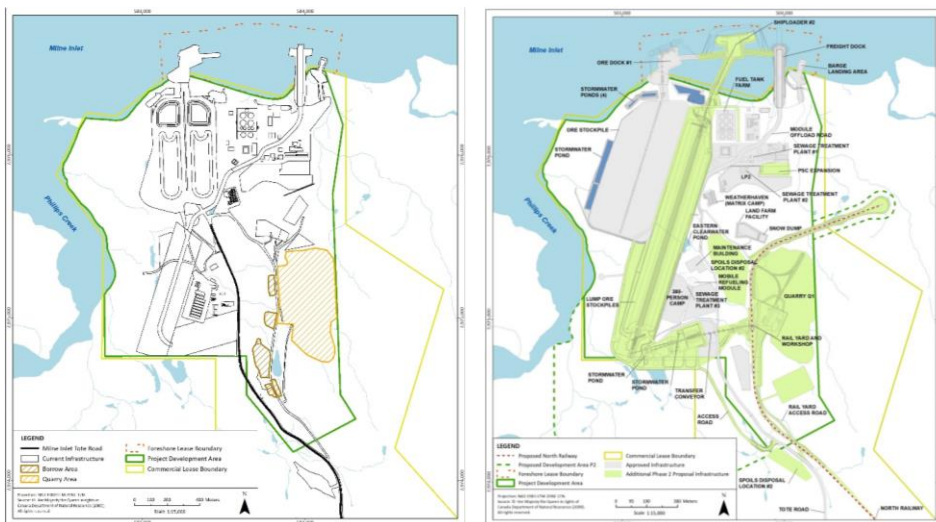 Milne Inlet
Phillips Creek
LEGEND
Milne Inlet Tote Road
Current Infrastructure
Borrow Area
Quarry Area
Foreshore Lease Boundary
Project Development Area
Commercial Lease Boundary
N
Milne Inlet
Phillips Creek
SHIPLOADER #2
ORE DOCK #1
FREIGHT DOCK
BARGE
LANDING AREA
FUEL TANK
FARM
STORMWATER
PONDS (4)
ORE STOCKPILE
STORMWATER
POND
MODULE
OFFLOAD ROAD
SEWAGE TREATMENT
PLANT #1
PSC EXPANSION
LP2
SEWAGE TREATMENT
PLANT #2
WEATHERHAVEN
(MATRIX CAMP)
LAND FARM
FACILITY
SNOW DUMP
EASTERN
CLEARWATER
POND
MAINTENANCE
BUILDING
SPOILS DISPOSAL
LOCATION #2
MOBILE
REFUELING
MODULE
380-
PERSON
CAMP
SEWAGE
TREATMENT
QUARRY Q1
LUMP ORE
STOCKPILES
RAIL YARD AND
WORKSHOP
STORMWATER
POND
STORMWATER
POND
TRANSFER
CONVEYOR
ACCESS
ROAD
RAIL YARD
ACCESS ROAD
SPOILS DISPOSAL
TOTE ROAD
NORTH RAILWAY
LEGEND
Proposed North Railway
Proposed Development Area P2
Foreshore Lease Boundary
Project Development Area
Commercial Lease Boundary
Approved Infrastructure
Additional Phase 2 Proposal Infrastructure
N